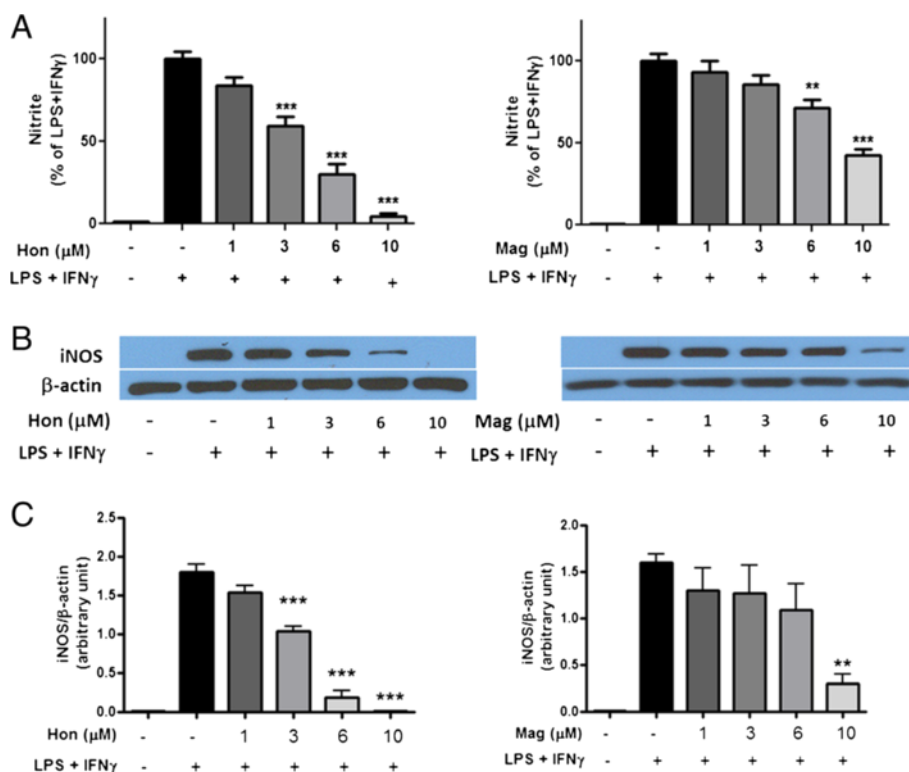 A
Nitrite
(% of LPS+IFNγ)
100
50
0
***
***
***
Hon (μM) - - 1 3 6 10
LPS + IFNγ - + + + + +
Nitrite
(% of LPS+IFNγ)
100
50
0
**
***
Mag (μM) - - 1 3 6 10
LPS + IFNγ - + + + + +
B
iNOS
β-actin
Hon (μM) - - 1 3 6 10
LPS + IFNγ - + + + + +
Mag (μM) - - 1 3 6 10
LPS + IFNγ - + + + + +
C
iNOS/β-actin
(arbitrary unit)
2.5
2.0
1.5
1.0
0.5
0.0
***
***
***
Hon (μM) - - 1 3 6 10
LPS + IFNγ - + + + + +
iNOS/β-actin
(arbitrary unit)
2.0
1.5
1.0
0.5
0.0
**
Mag (μM) - - 1 3 6 10
LPS + IFNγ - + + + + +